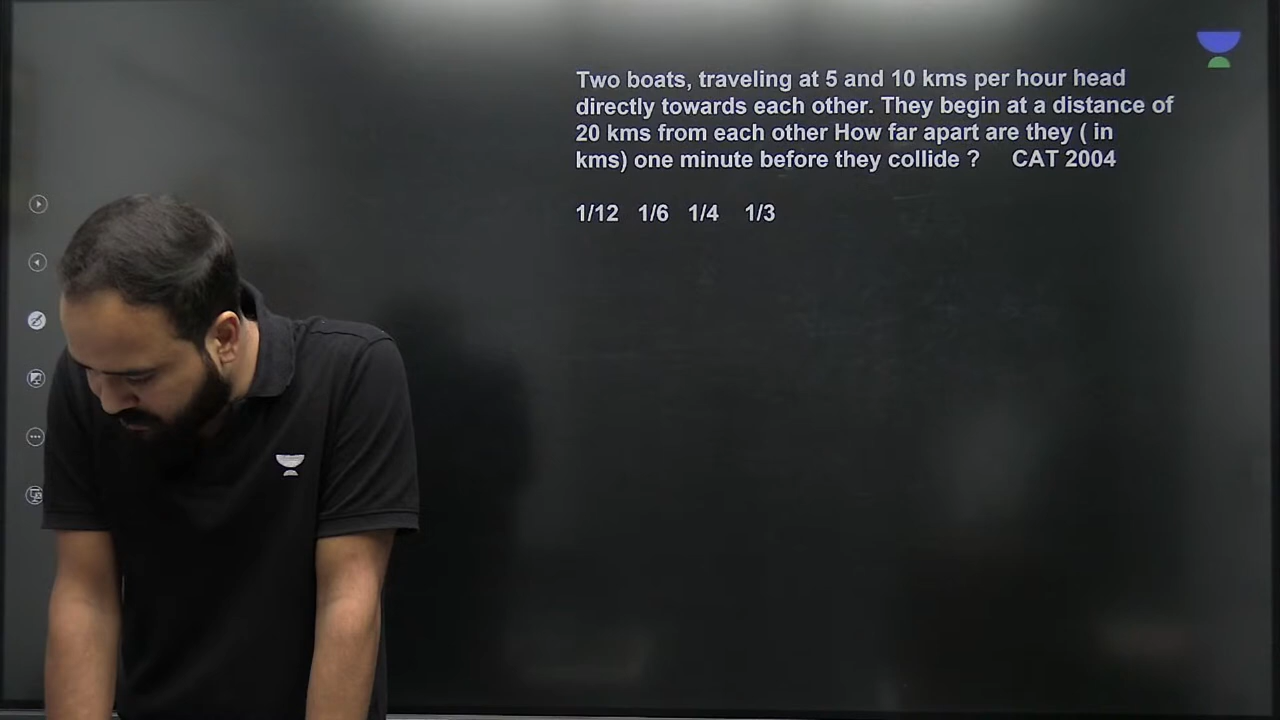 Two boats, traveling at 5 and 10 kms per hour head
directly towards each other. They begin at a distance of
20 kms from each other How far apart are they ( in
kms) one minute before they collide ? CAT 2004
1/12 1/6 1/4 1/3